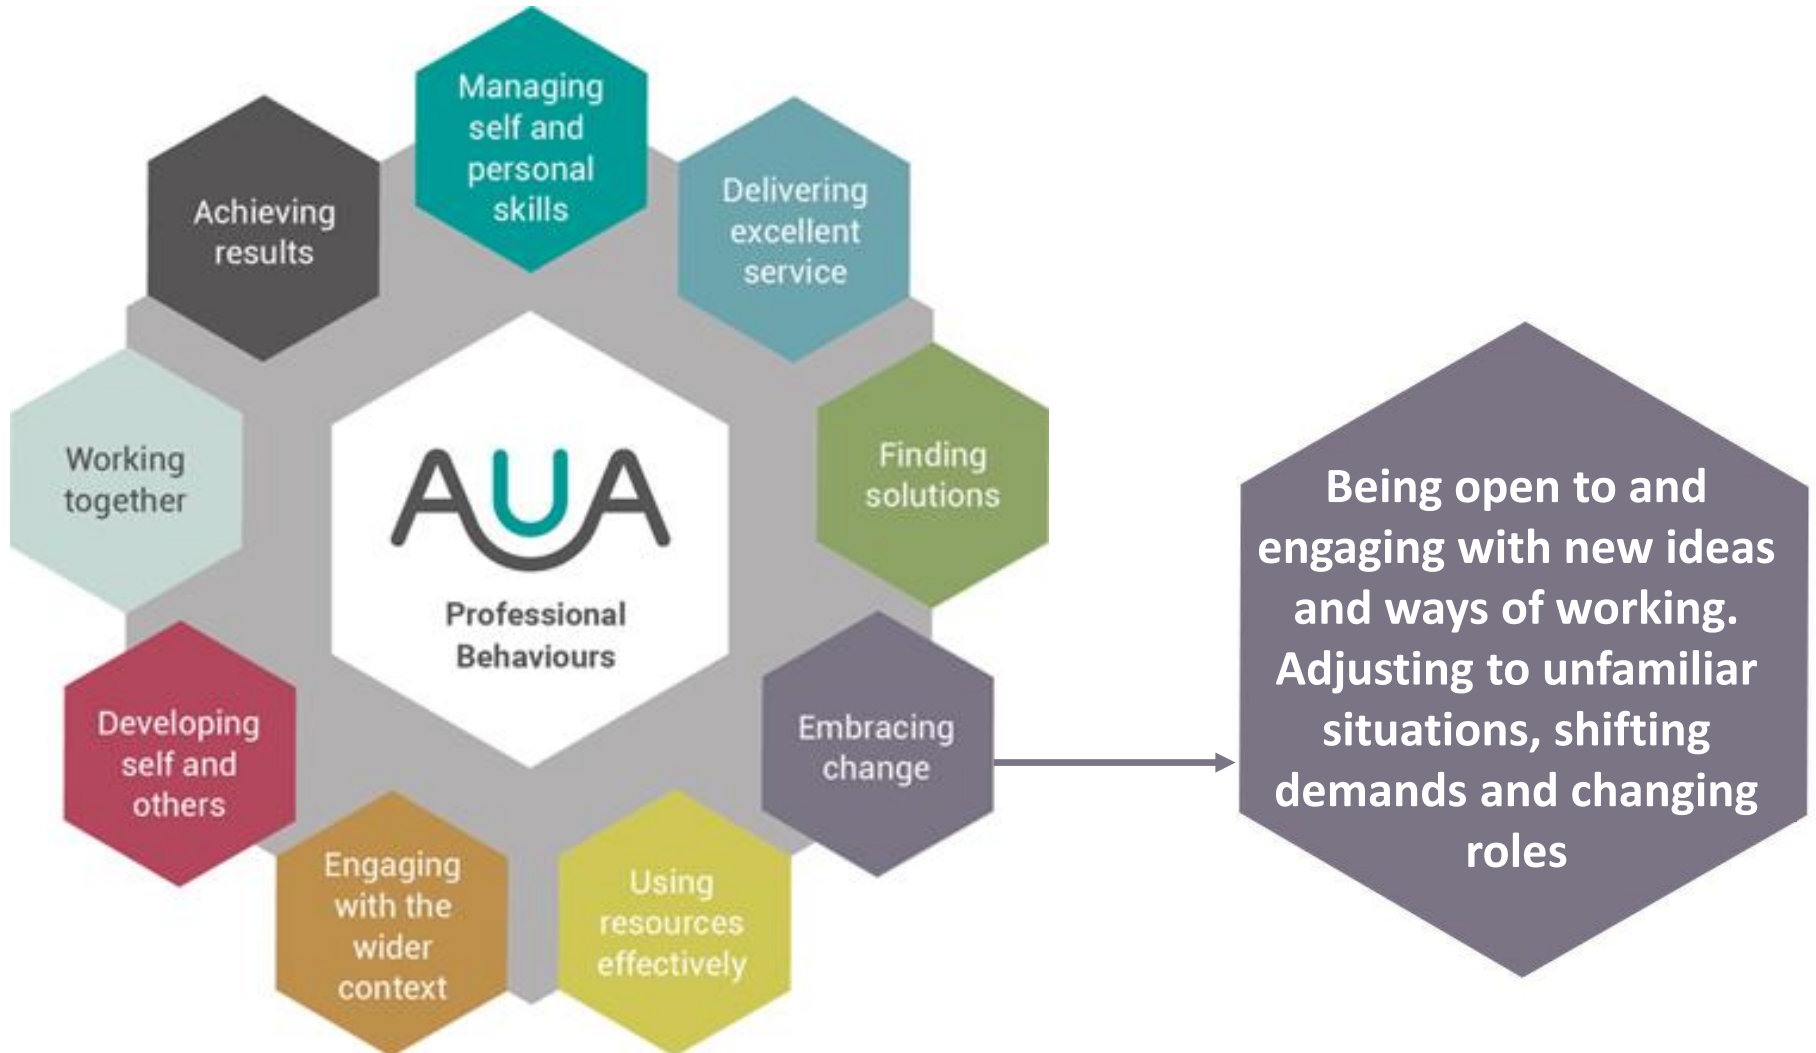 Managing
self and
personal
skills
Delivering
excellent
service
Finding
solutions
Embracing
change
Using
resources
effectively
Engaging
with the
wider
context
Developing
self and
others
Working
together
Achieving
results
AUA
Professional
Behaviours
Being open to and
engaging with new ideas
and ways of working.
Adjusting to unfamiliar
situations, shifting
demands and changing
roles